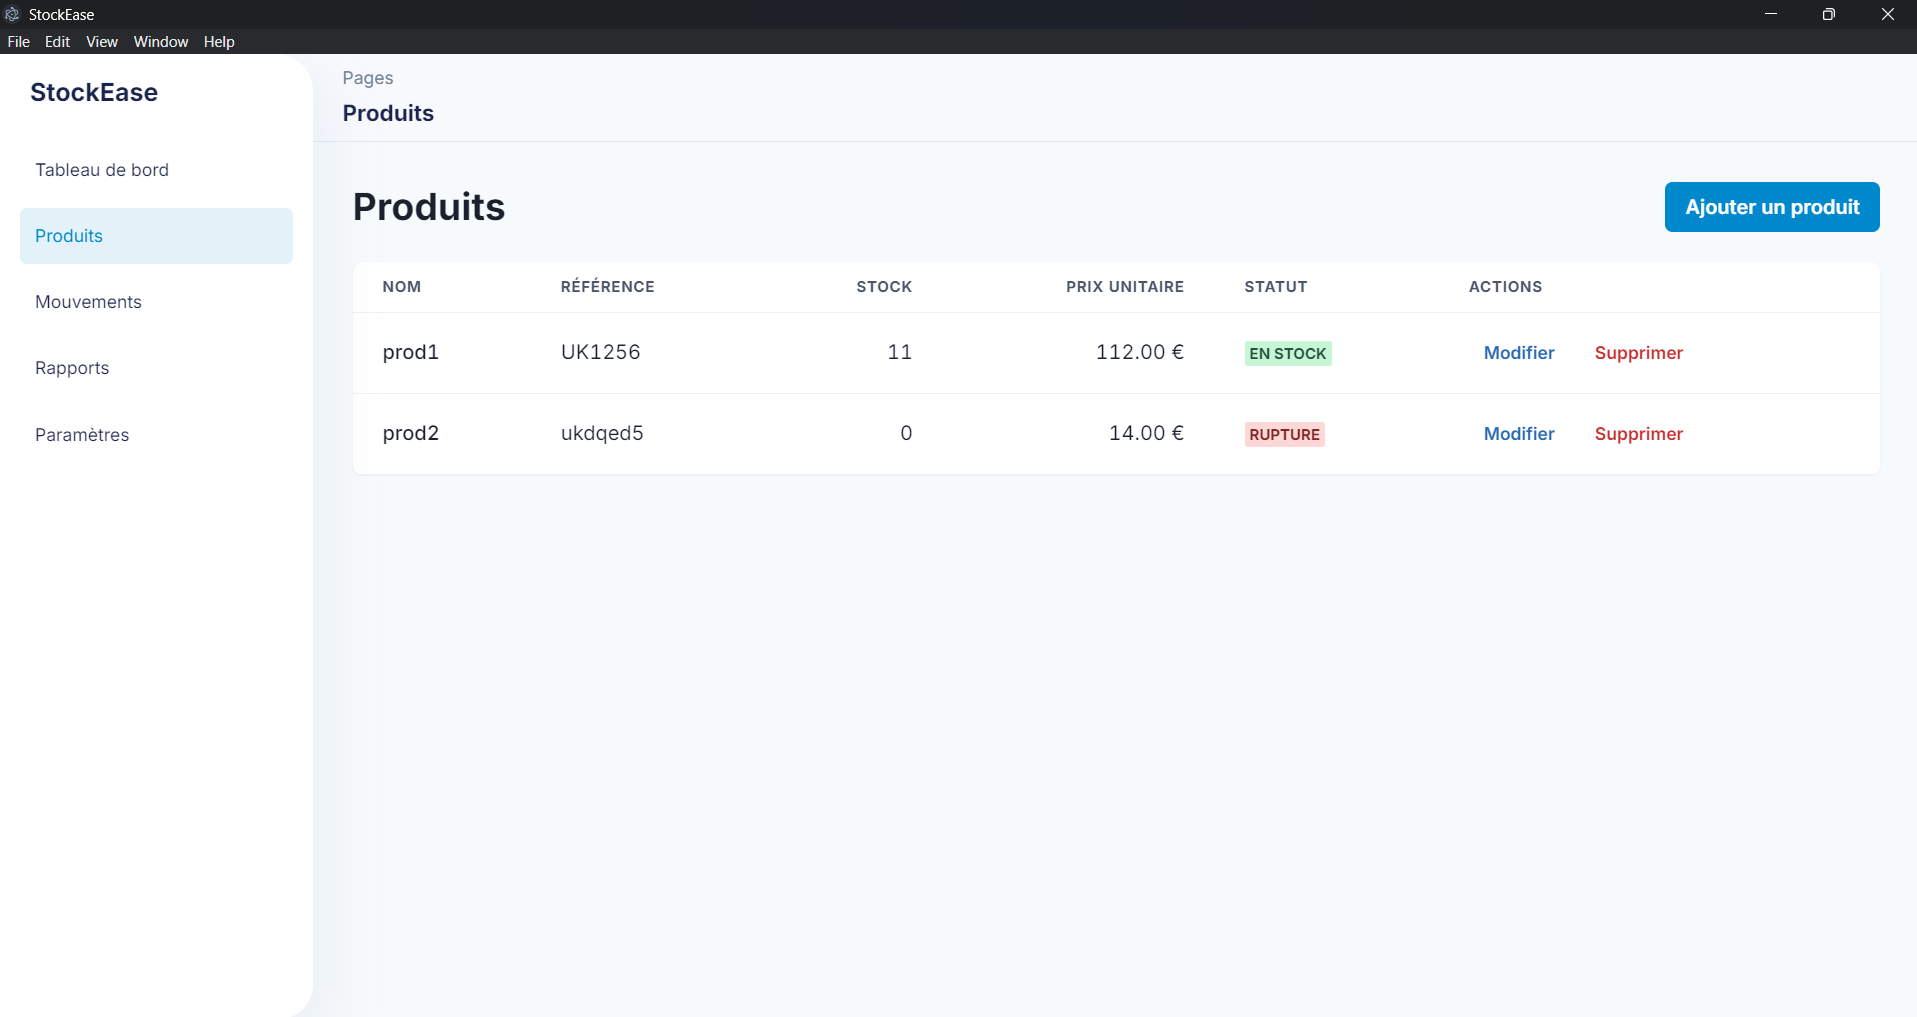 StockEase
File Edit View Window Help
StockEase
Tableau de bord
Produits
Mouvements
Rapports
Paramètres
Pages
Produits
Produits
Ajouter un produit
NOM RÉFÉRENCE STOCK PRIX UNITAIRE STATUT ACTIONS
prod1 UK1256 11 112.00 € EN STOCK Modifier Supprimer
prod2 ukdqed5 0 14.00 € RUPTURE Modifier Supprimer